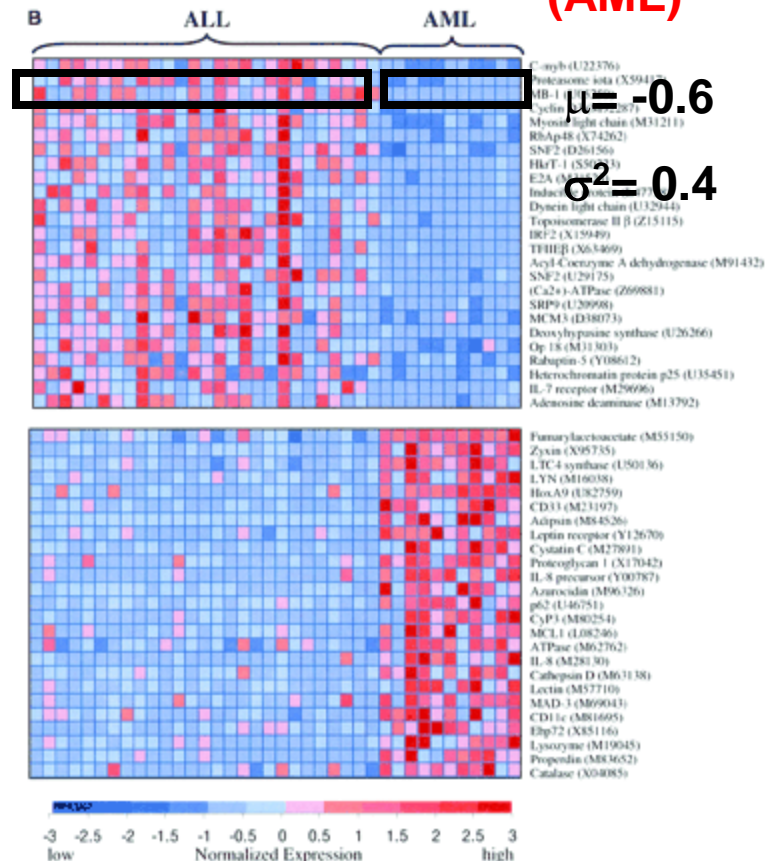 (AML)
B
ALL
AML
C-myb (U22376)
Proteasome iota
MB-1
μ= -0.6
Cyclin
Myosin light chain (M31211)
RbAp48 (X74262)
SNF2 (D26156)
HkrT-1
E2A
σ²= 0.4
Dynein light chain (U32944)
Topoisomerase II β (Z15115)
IRF2 (X15949)
TFIIEβ (X63469)
Acyl-Coenzyme A dehydrogenase (M91432)
SNF2 (U29175)
(Ca2+)-ATPase (Z69881)
SRP9 (U20998)
MCM3 (D38073)
Deoxyhypusine synthase (U26266)
Op 18 (M31303)
Rabaptin-5 (Y08612)
Heterochromatin protein p25 (U35451)
IL-7 receptor (M29696)
Adenosine deaminase (M13792)
Fumarylacetoacetate (M55150)
Zyxin (X95735)
LTC4 synthase (U50136)
LYN (M16038)
HoxA9 (U82759)
CD33 (M23197)
Adipsin (M84526)
Leptin receptor (Y12670)
Cystatin C (M27891)
Proteoglycan 1 (X17042)
IL-8 precursor (Y00787)
Azurocidin (M96326)
p62 (U46751)
CyP3 (M80254)
MCL1 (L08246)
ATPase (M62762)
IL-8 (M28130)
Cathepsin D (M63138)
Lectin (M57710)
MAD-3 (M69043)
CD11c (M81695)
Ebp72 (X85116)
Lysozyme (M19045)
Properdin (M83652)
Catalase (X04085)
-3 -2.5 -2 -1.5 -1 -0.5 0 0.5 1 1.5 2 2.5 3
low Normalized Expression high